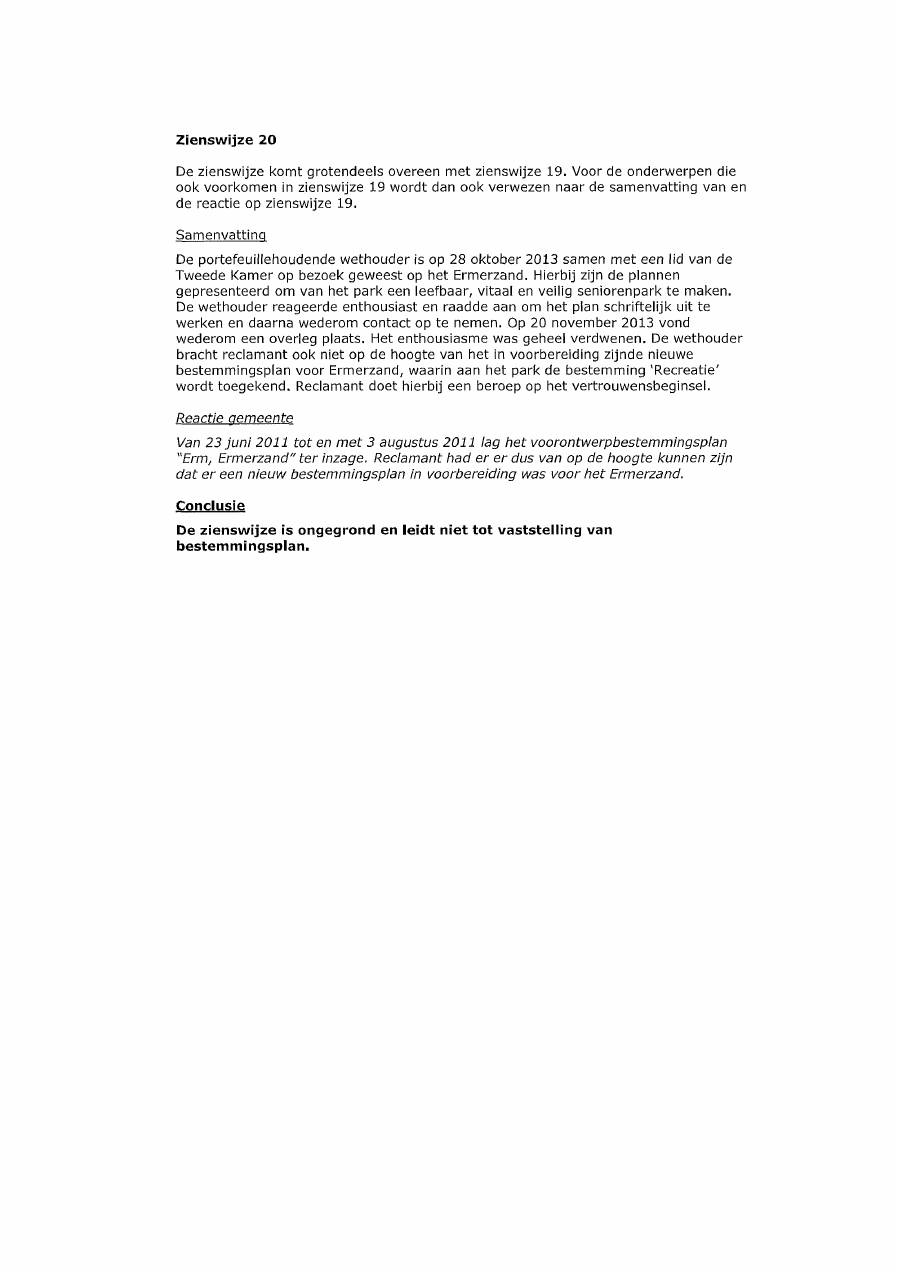 Zienswijze 20
De zienswijze komt grotendeels overeen met zienswijze 19. Voor de onderwerpen die
ook voorkomen in zienswijze 19 wordt dan ook verwezen naar de samenvatting van en
de reactie op zienswijze 19.
Samenvatting
De portefeuillehoudende wethouder is op 28 oktober 2013 samen met een lid van de
Tweede Kamer op bezoek geweest op het Ermerzand. Hierbij zijn de plannen
gepresenteerd om van het park een leefbaar, vitaal en veilig seniorenpark te maken.
De wethouder reageerde enthousiast en raadde aan om het plan schriftelijk uit te
werken en daarna wederom contact op te nemen. Op 20 november 2013 vond
wederom een overleg plaats. Het enthousiasme was geheel verdwenen. De wethouder
bracht reclamant ook niet op de hoogte van het in voorbereiding zijnde nieuwe
bestemmingsplan voor Ermerzand, waarin aan het park de bestemming 'Recreatie'
wordt toegekend. Reclamant doet hierbij een beroep op het vertrouwensbeginsel.
Reactie gemeente
Van 23 juni 2011 tot en met 3 augustus 2011 lag het voorontwerpbestemmingsplan
"Erm, Ermerzand" ter inzage. Reclamant had er er dus van op de hoogte kunnen zijn
dat er een nieuw bestemmingsplan in voorbereiding was voor het Ermerzand.
Conclusie
De zienswijze is ongegrond en leidt niet tot vaststelling van
bestemmingsplan.